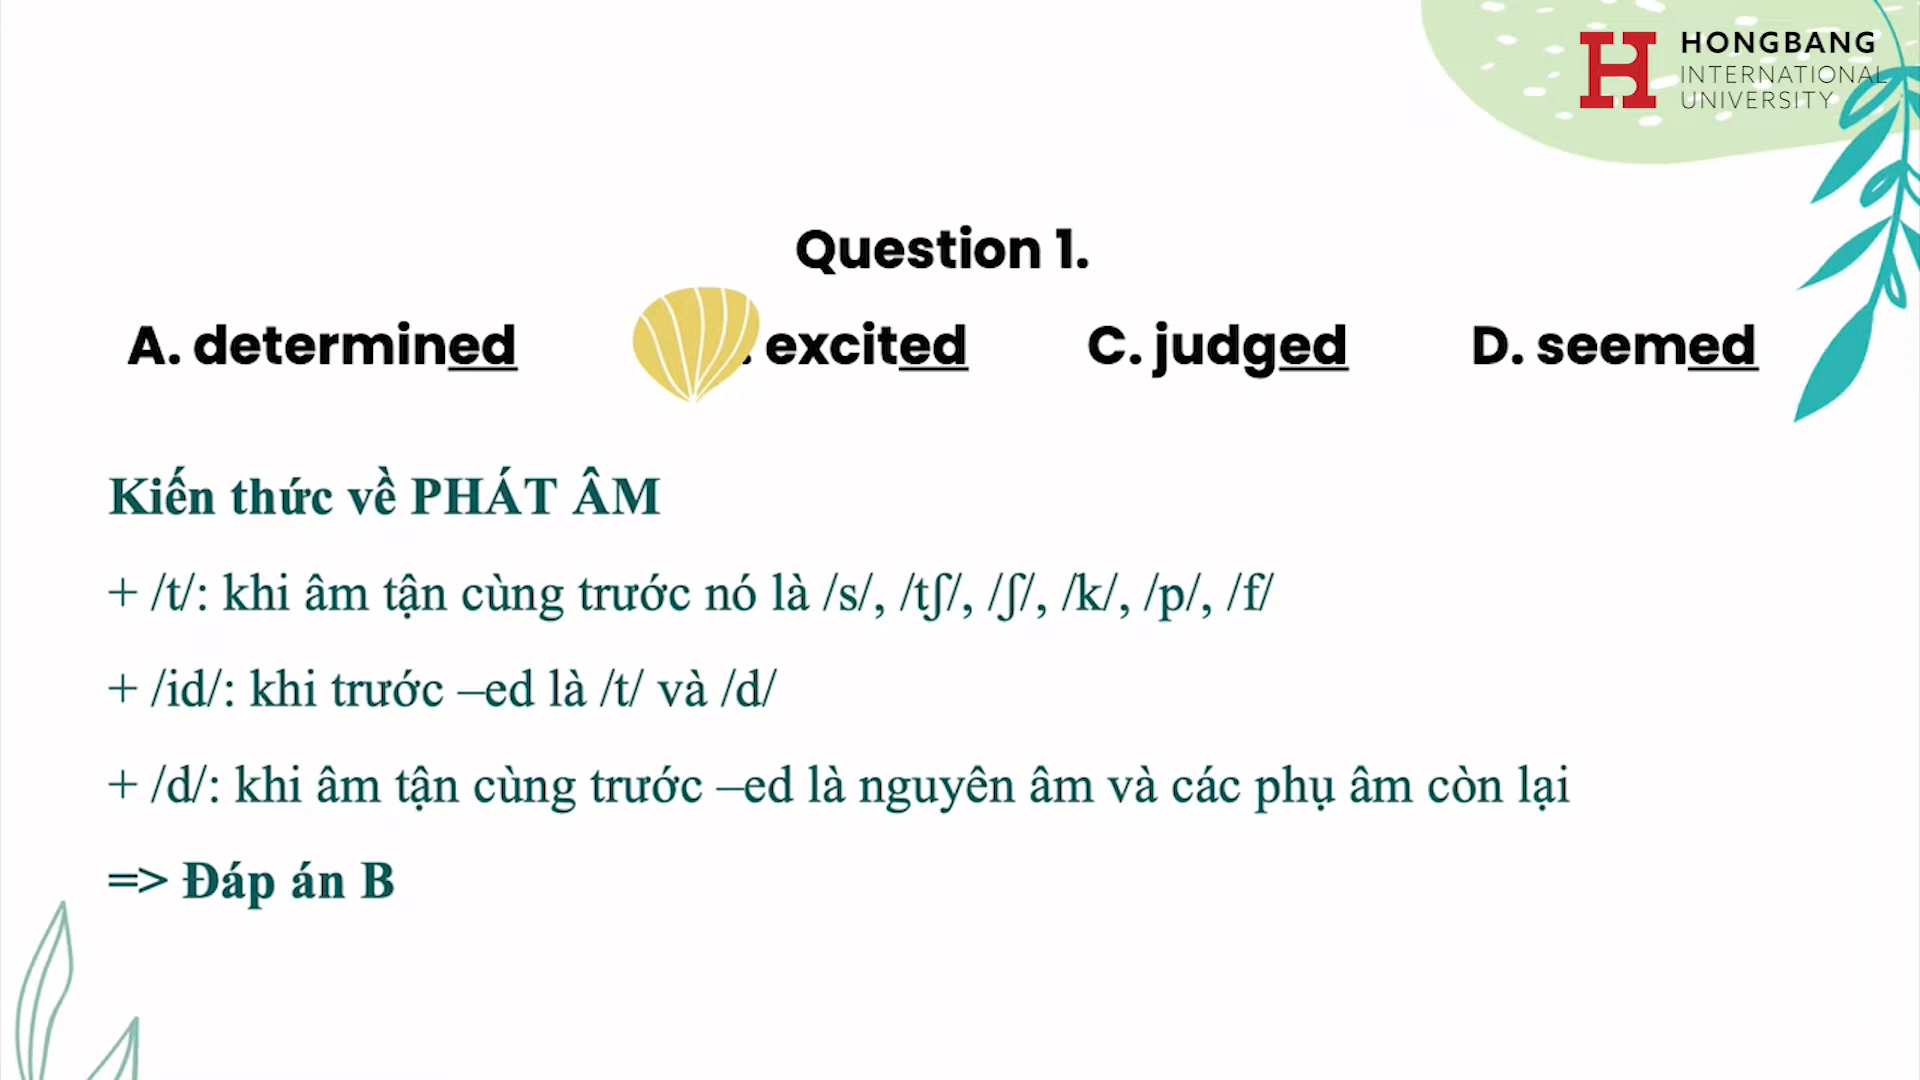 HONGBANG
INTERNATIONAL
UNIVERSITY
Question 1.
A. determined . excited C. judged D. seemed
Kiến thức về PHÁT ÂM
+ /t/: khi âm tận cùng trước nó là /s/, /tʃ/, /ʃ/, /k/, /p/, /f/
+ /id/: khi trước –ed là /t/ và /d/
+ /d/: khi âm tận cùng trước –ed là nguyên âm và các phụ âm còn lại
=> Đáp án B